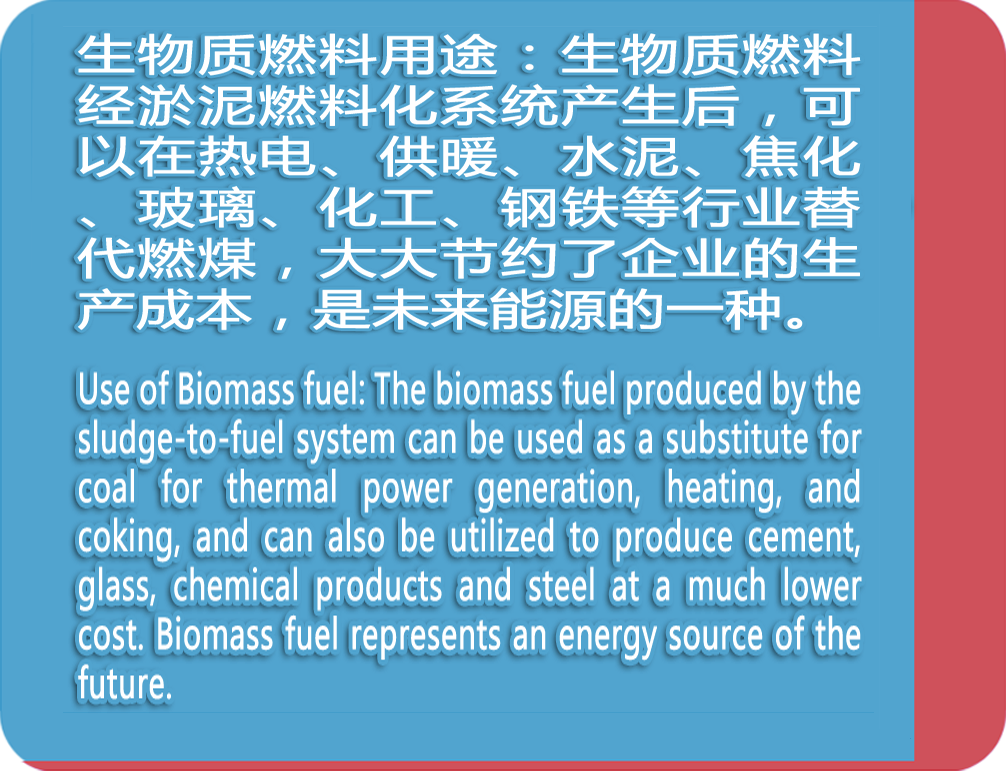 生物质燃料用途：生物质燃料
经淤泥燃料化系统产生后，可
以在热电、供暖、水泥、焦化
、玻璃、化工、钢铁等行业替
代燃煤，大大节约了企业的生
产成本，是未来能源的一种。
Use of Biomass fuel: The biomass fuel produced by the
sludge-to-fuel system can be used as a substitute for
coal for thermal power generation, heating, and
coking, and can also be utilized to produce cement,
glass, chemical products and steel at a much lower
cost. Biomass fuel represents an energy source of the
future.